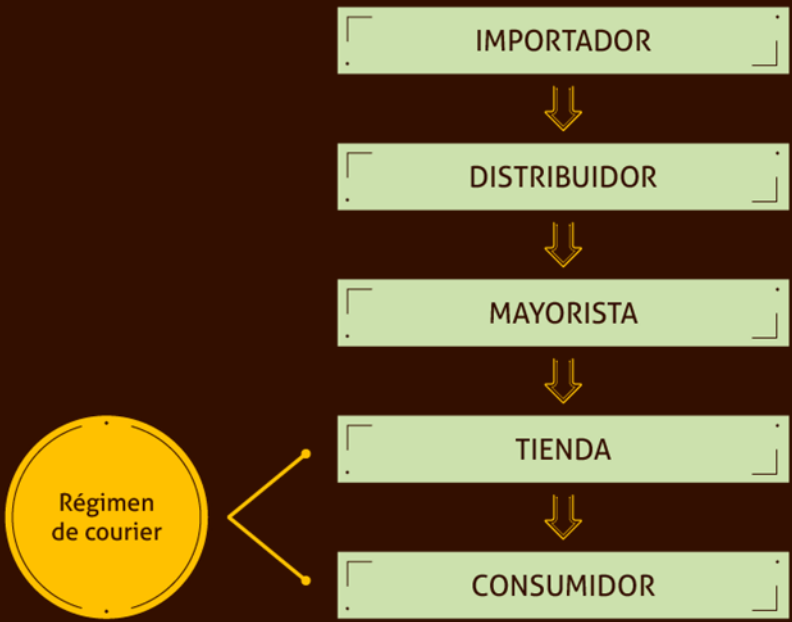 IMPORTADOR
DISTRIBUIDOR
MAYORISTA
TIENDA
Régimen
de courier
CONSUMIDOR